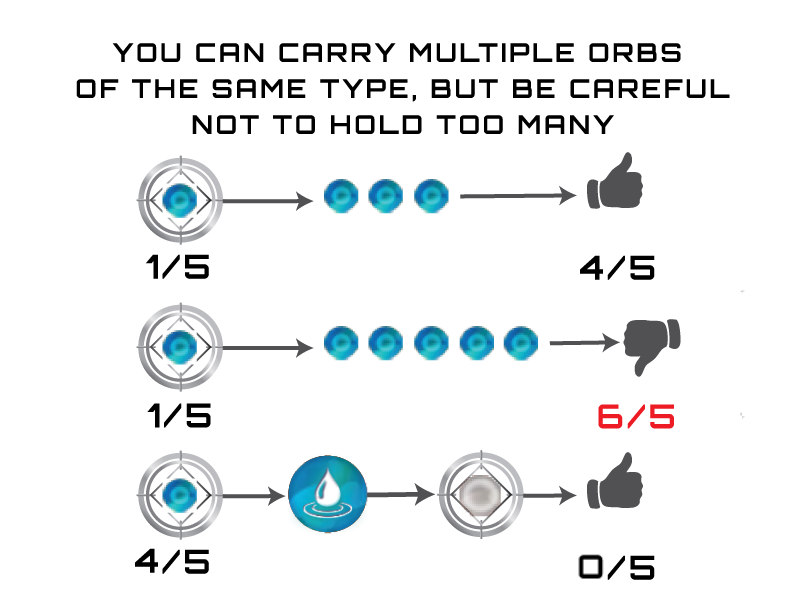 YOU CAN CARRY MULTIPLE ORBS
OF THE SAME TYPE, BUT BE CAREFUL
NOT TO HOLD TOO MANY
1/5
4/5
1/5
6/5
4/5
0/5